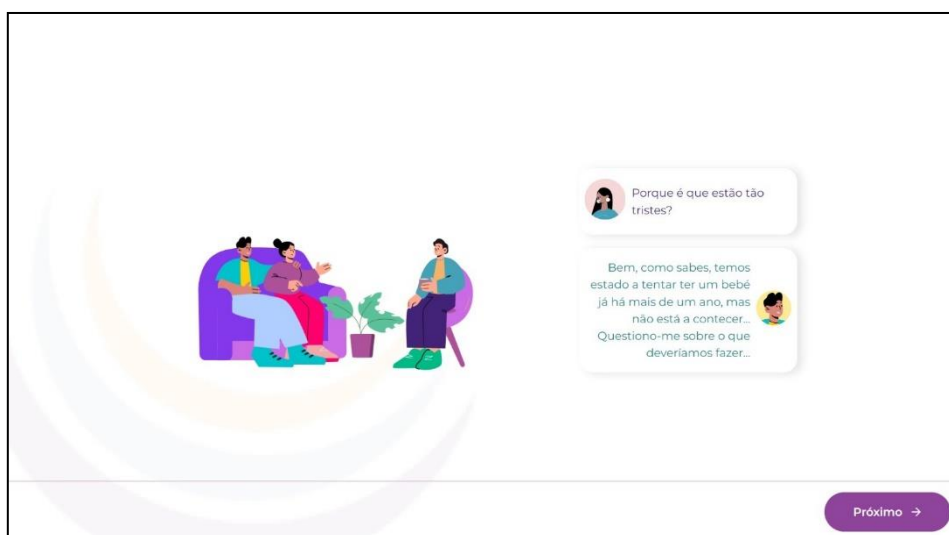 Porque é que estão tão
tristes?
Bem, como sabes, temos
estado a tentar ter um bebé
já há mais de um ano, mas
não está a contecer...
Questiono-me sobre o que
deveríamos fazer...
Próximo →